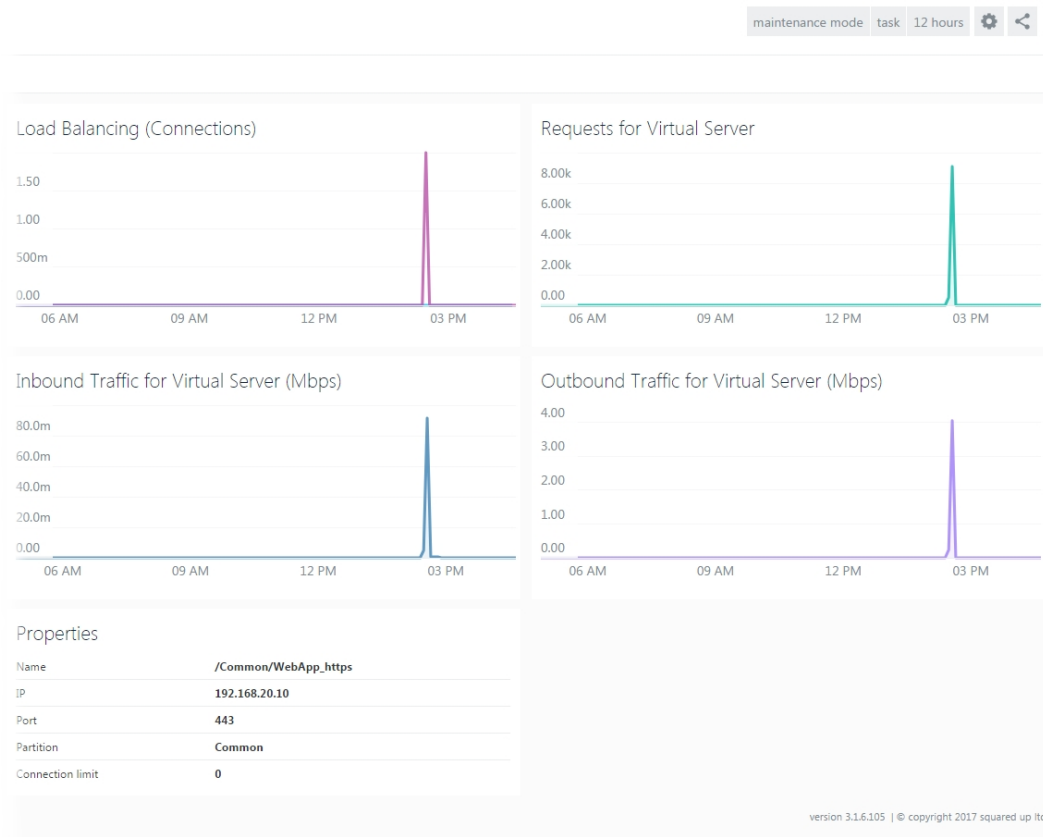 maintenance mode task 12 hours
Load Balancing (Connections)
1.50
1.00
500m
0.00
06 AM 09 AM 12 PM 03 PM
Requests for Virtual Server
8.00k
6.00k
4.00k
2.00k
0.00
06 AM 09 AM 12 PM 03 PM
Inbound Traffic for Virtual Server (Mbps)
80.0m
60.0m
40.0m
20.0m
0.00
06 AM 09 AM 12 PM 03 PM
Outbound Traffic for Virtual Server (Mbps)
4.00
3.00
2.00
1.00
0.00
06 AM 09 AM 12 PM 03 PM
Properties
Name /Common/WebApp_https
IP 192.168.20.10
Port 443
Partition Common
Connection limit 0
version 3.1.6.105 | © copyright 2017 squared up